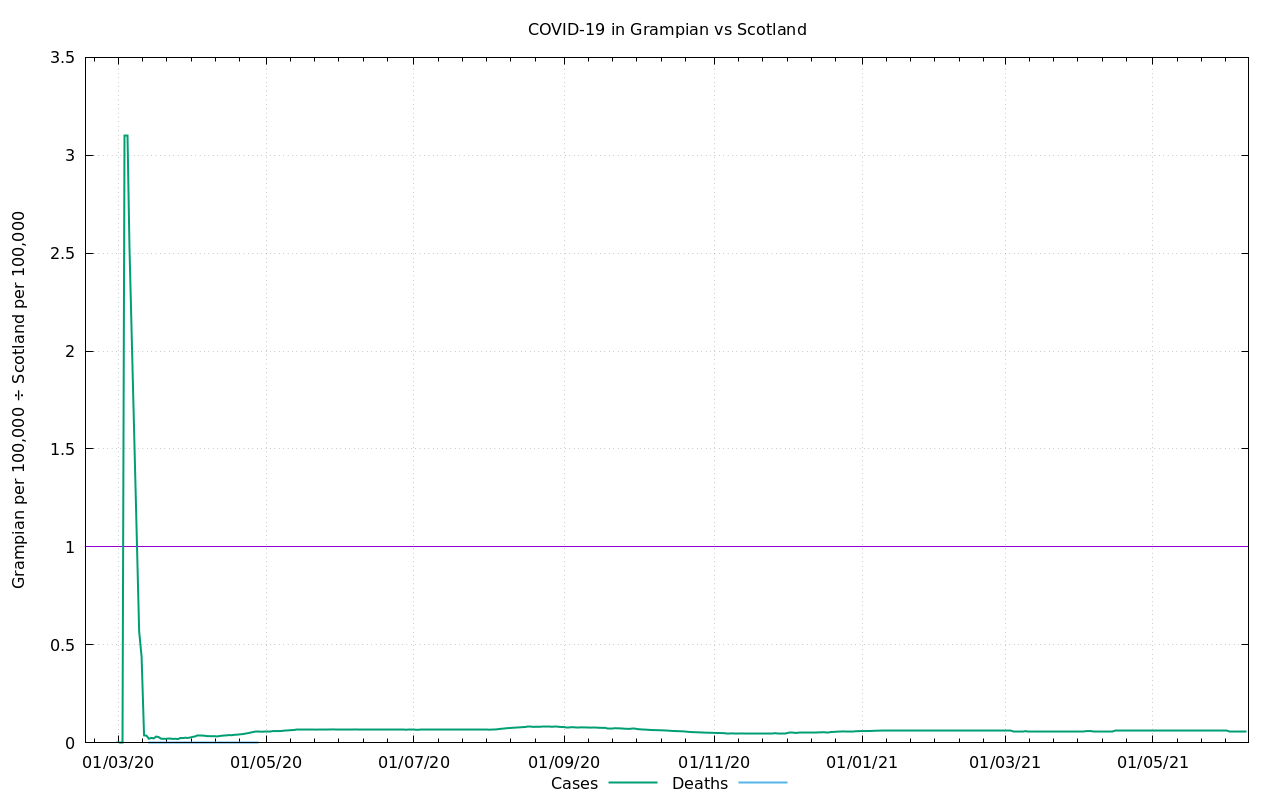 COVID-19 in Grampian vs Scotland
Grampian per 100,000 ÷ Scotland per 100,000
3.5
3
2.5
2
1.5
1
0.5
0
01/03/20 01/05/20 01/07/20 01/09/20 01/11/20 01/01/21 01/03/21 01/05/21
Cases Deaths